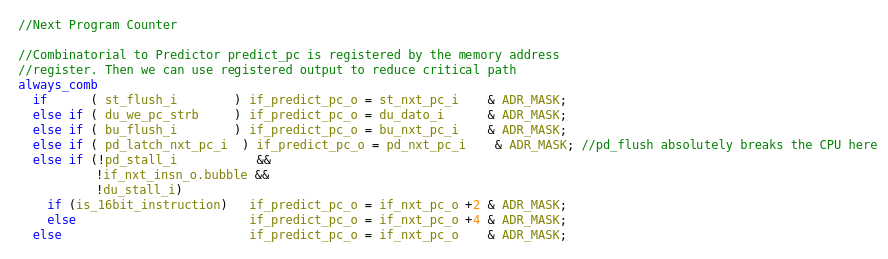 //Next Program Counter

//Combinatorial to Predictor predict_pc is registered by the memory address
//register. Then we can use registered output to reduce critical path
always_comb
  if      ( st_flush_i        ) if_predict_pc_o = st_nxt_pc_i    & ADR_MASK;
  else if ( du_we_pc_strb     ) if_predict_pc_o = du_dato_i      & ADR_MASK;
  else if ( bu_flush_i        ) if_predict_pc_o = bu_nxt_pc_i    & ADR_MASK;
  else if ( pd_latch_nxt_pc_i  ) if_predict_pc_o = pd_nxt_pc_i    & ADR_MASK; //pd_flush absolutely breaks the CPU here
  else if (!pd_stall_i           &&
           !if_nxt_insn_o.bubble &&
           !du_stall_i)
    if (is_16bit_instruction)   if_predict_pc_o = if_nxt_pc_o +2 & ADR_MASK;
    else                        if_predict_pc_o = if_nxt_pc_o +4 & ADR_MASK;
  else                          if_predict_pc_o = if_nxt_pc_o    & ADR_MASK;